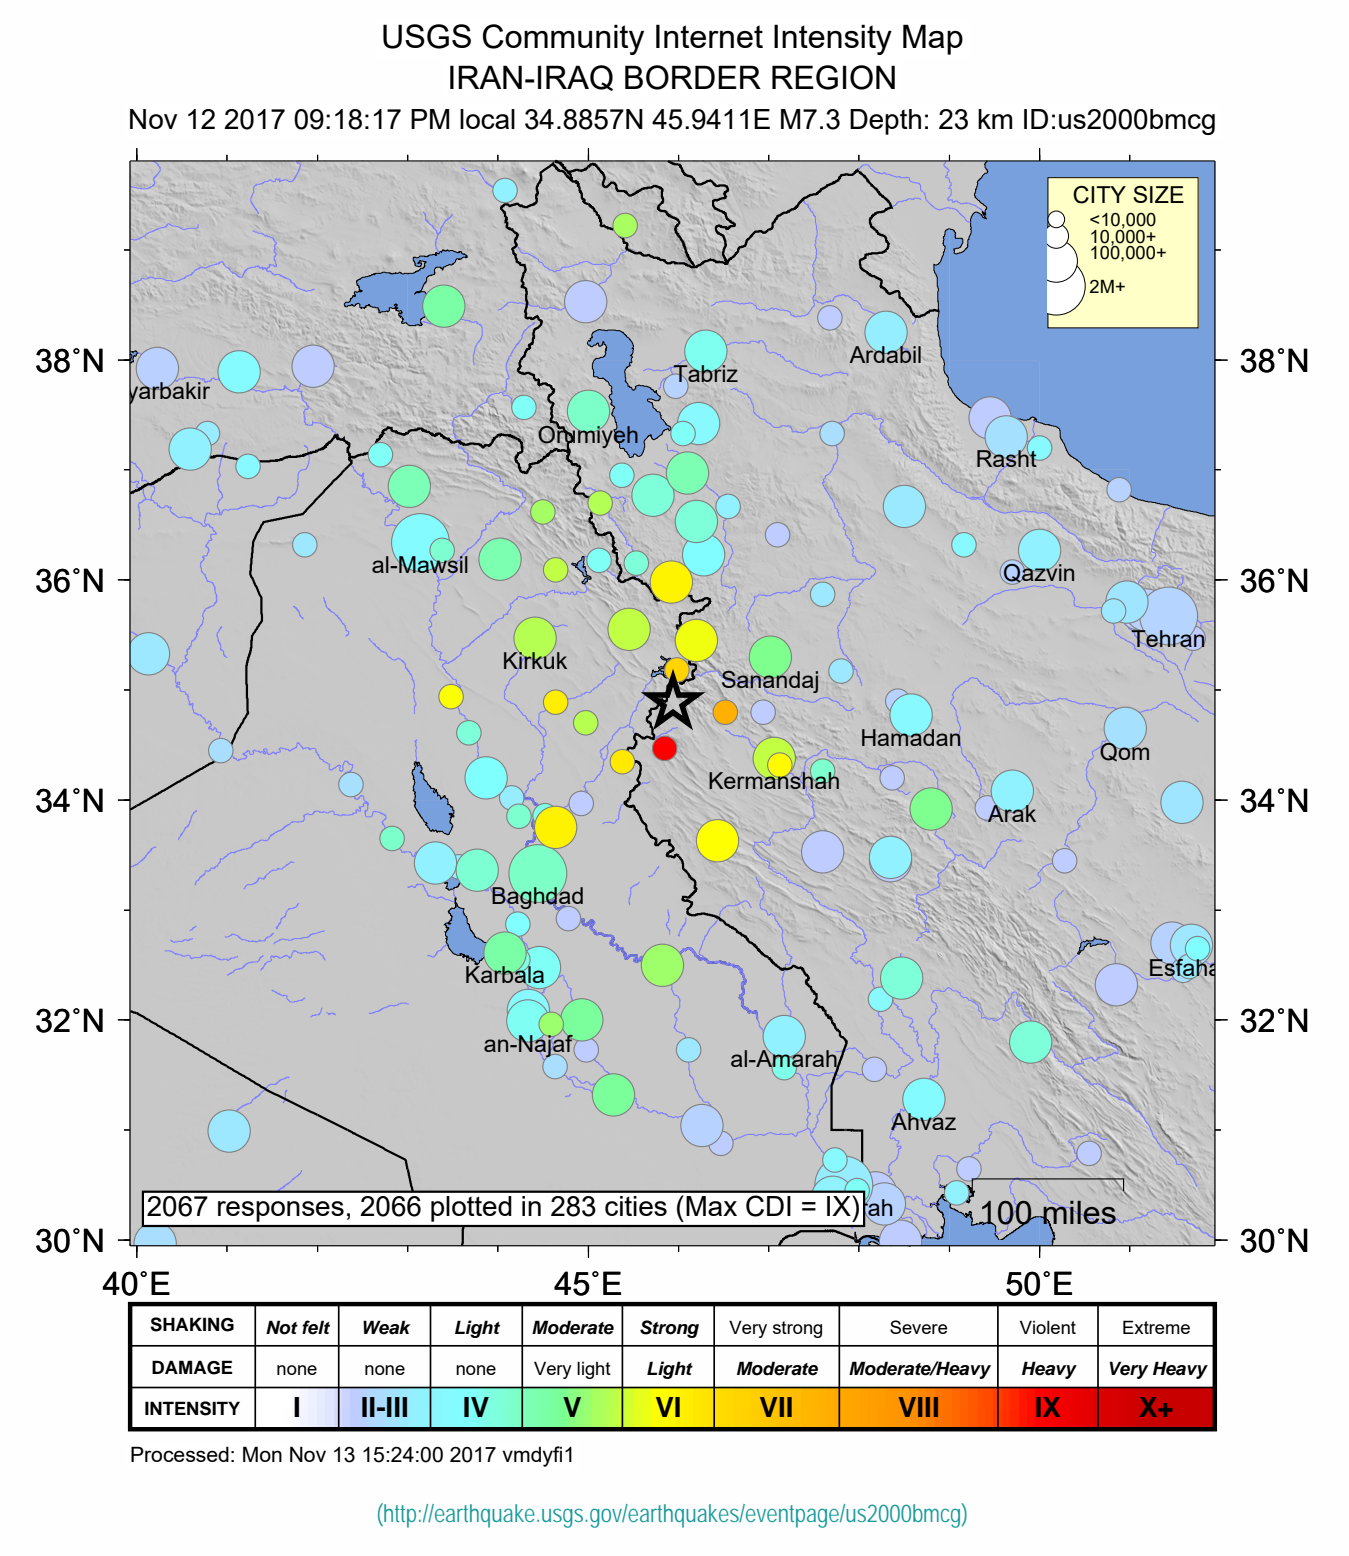 USGS Community Internet Intensity Map
IRAN-IRAQ BORDER REGION
Nov 12 2017 09:18:17 PM local 34.8857N 45.9411E M7.3 Depth: 23 km ID:us2000bmcg
CITY SIZE
<10,000
10,000+
100,000+
2M+
38˚N
38˚N
Ardabil
Tabriz
yarbakir
Orumiyeh
Rasht
al-Mawsil
36˚N
36˚N
Qazvin
Tehran
Kirkuk
Sanandaj
Hamadan
Qom
Kermanshah
34˚N
34˚N
Arak
Baghdad
Karbala
Esfaha
32˚N
32˚N
an-Najaf
al-Amarah
Ahvaz
2067 responses, 2066 plotted in 283 cities (Max CDI = IX)
rah
100 miles
30˚N
30˚N
40˚E
45˚E
50˚E
SHAKING Not felt Weak Light Moderate Strong Very strong Severe Violent Extreme
DAMAGE none none none Very light Light Moderate Moderate/Heavy Heavy Very Heavy
INTENSITY I II-III IV V VI VII VIII IX X+
Processed: Mon Nov 13 15:24:00 2017 vmdyfi1
(http://earthquake.usgs.gov/earthquakes/eventpage/us2000bmcg)